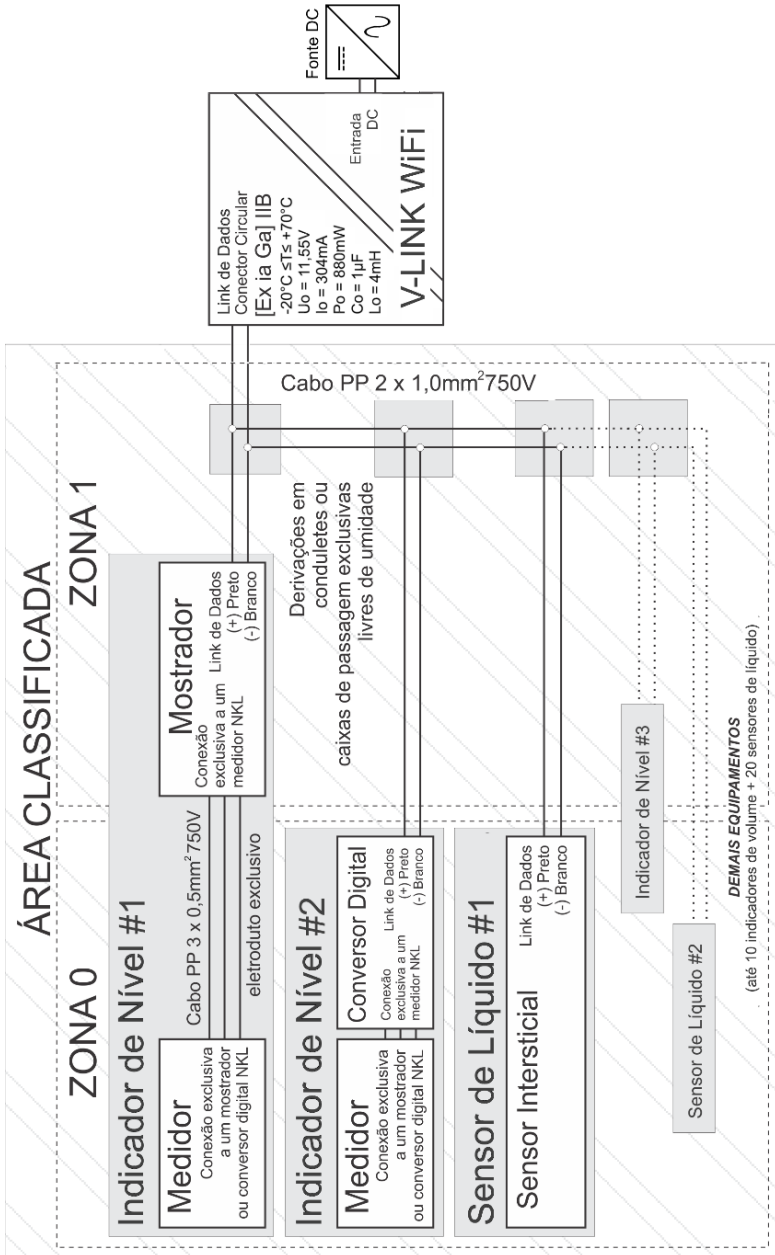 ÁREA CLASSIFICADA
ZONA 0
ZONA 1
Indicador de Nível #1
Medidor
Conexão exclusiva
a um mostrador
ou conversor digital NKL
Cabo PP 3 x 0,5mm² 750V
eletroduto exclusivo
Mostrador
Conexão
exclusiva a um
medidor NKL
Link de Dados
(+) Preto
(-) Branco
Indicador de Nível #2
Medidor
Conexão exclusiva
a um mostrador
ou conversor digital NKL
Conversor Digital
Conexão
exclusiva a um
medidor NKL
Link de Dados
(+) Preto
(-) Branco
Sensor de Líquido #1
Sensor Intersticial
Link de Dados
(+) Preto
(-) Branco
Derivações em
conduletes ou
caixas de passagem exclusivas
livres de umidade
Cabo PP 2 x 1,0mm²750V
Indicador de Nível #3
Sensor de Líquido #2
DEMAIS EQUIPAMENTOS
(até 10 indicadores de volume + 20 sensores de líquido)
Link de Dados
Conector Circular
[Ex ia Ga] IIB
-20°C ≤T≤ +70°C
Uo = 11,55V
Io = 304mA
Po = 880mW
Co = 1µF
Lo = 4mH
Entrada
DC
V-LINK WiFi
Fonte DC